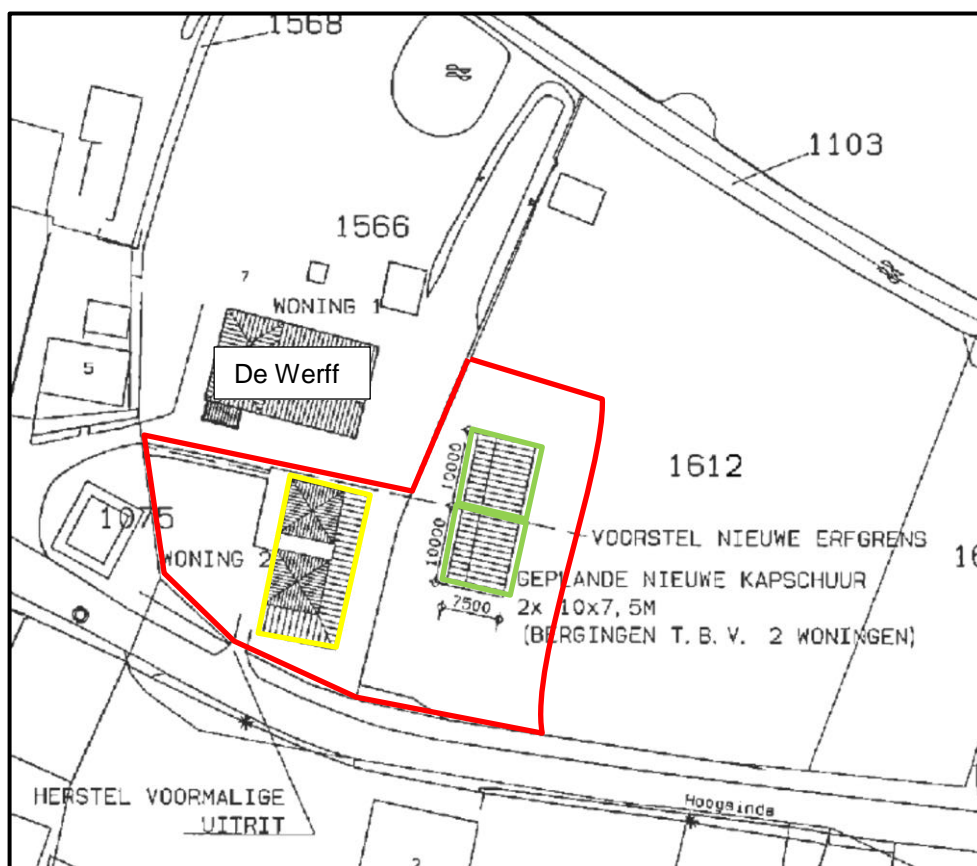 1568
1103
1566
7
WONING 1
De Werff
5
1612
10000
1075
VOORSTEL NIEUWE ERFGRENS
WONING 2
10000
GEPLANDE NIEUWE KAPSCHUUR
7500
2x 10x7,5M
(BERGINGEN T.B.V. 2 WONINGEN)
HERSTEL VOORMALIGE
UITRIT
Hoogeinde